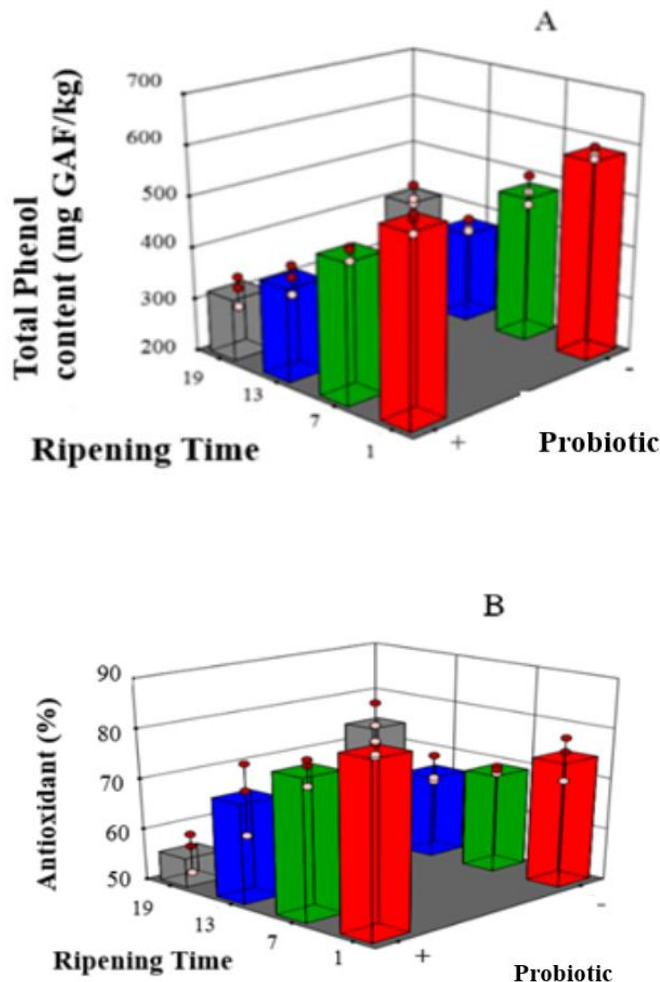 A
Total Phenol
content (mg GAF/kg)
700
600
500
400
300
200
19
13
7
1
+
-
Ripening Time
Probiotic
B
Antioxidant (%)
90
80
70
60
50
19
13
7
1
+
-
Ripening Time
Probiotic